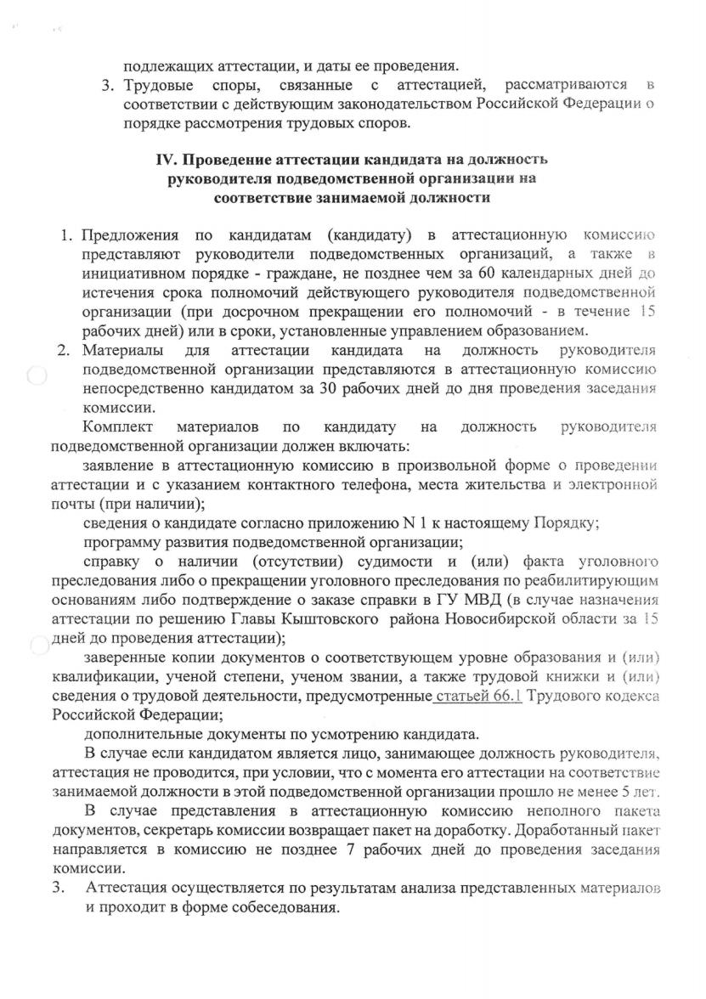 подлежащих аттестации, и даты ее проведения.
3. Трудовые споры, связанные с аттестацией, рассматриваются в
соответствии с действующим законодательством Российской Федерации о
порядке рассмотрения трудовых споров.
IV. Проведение аттестации кандидата на должность
руководителя подведомственной организации на
соответствие занимаемой должности
1. Предложения по кандидатам (кандидату) в аттестационную комиссию
представляют руководители подведомственных организаций, а также в
инициативном порядке - граждане, не позднее чем за 60 календарных дней до
истечения срока полномочий действующего руководителя подведомственной
организации (при досрочном прекращении его полномочий - в течение 15
рабочих дней) или в сроки, установленные управлением образованием.
2. Материалы для аттестации кандидата на должность руководителя
подведомственной организации представляются в аттестационную комиссию
непосредственно кандидатом за 30 рабочих дней до дня проведения заседания
комиссии.
Комплект материалов по кандидату на должность руководителя
подведомственной организации должен включать:
заявление в аттестационную комиссию в произвольной форме о проведении
аттестации и с указанием контактного телефона, места жительства и электронной
почты (при наличии);
сведения о кандидате согласно приложению N 1 к настоящему Порядку;
программу развития подведомственной организации;
справку о наличии (отсутствии) судимости и (или) факта уголовного
преследования либо о прекращении уголовного преследования по реабилитирующим
основаниям либо подтверждение о заказе справки в ГУ МВД (в случае назначения
аттестации по решению Главы Кыштовского района Новосибирской области за 15
дней до проведения аттестации);
заверенные копии документов о соответствующем уровне образования и (или)
квалификации, ученой степени, ученом звании, а также трудовой книжки и (или)
сведения о трудовой деятельности, предусмотренные статьей 66.1 Трудового кодекса
Российской Федерации;
дополнительные документы по усмотрению кандидата.
В случае если кандидатом является лицо, занимающее должность руководителя,
аттестация не проводится, при условии, что с момента его аттестации на соответствие
занимаемой должности в этой подведомственной организации прошло не менее 5 лет.
В случае представления в аттестационную комиссию неполного пакета
документов, секретарь комиссии возвращает пакет на доработку. Доработанный пакет
направляется в комиссию не позднее 7 рабочих дней до проведения заседания
комиссии.
3. Аттестация осуществляется по результатам анализа представленных материалов
и проходит в форме собеседования.